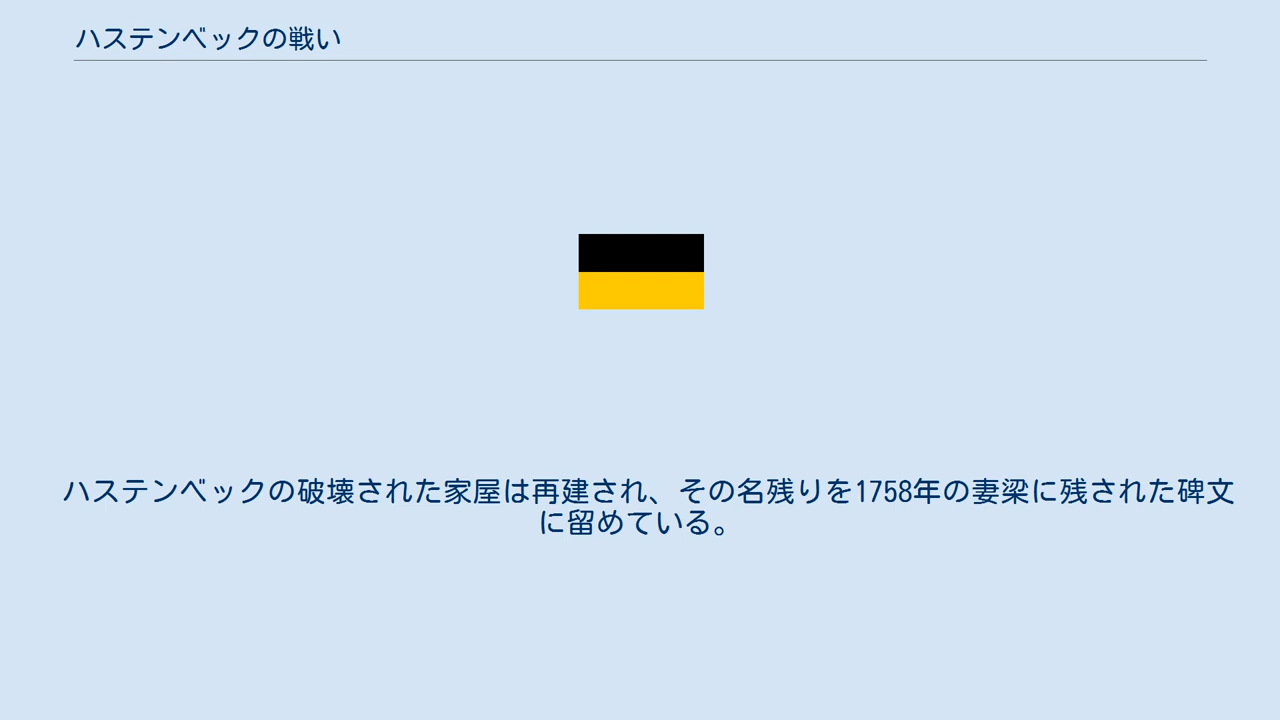 ハステンベックの戦い
ハステンベックの破壊された家屋は再建され、その名残りを1758年の妻梁に残された碑文
に留めている。